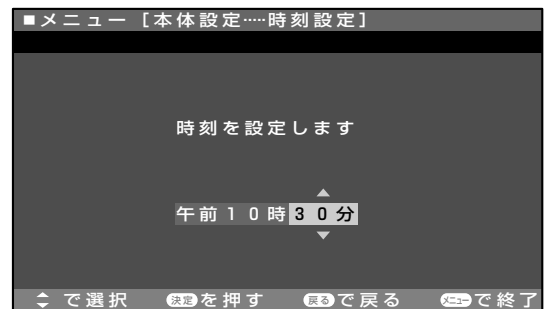 ■メニュー [本体設定……時刻設定]
時刻を設定します
午前10時30分
で選択 決定を押す 戻るで戻る メニューで終了